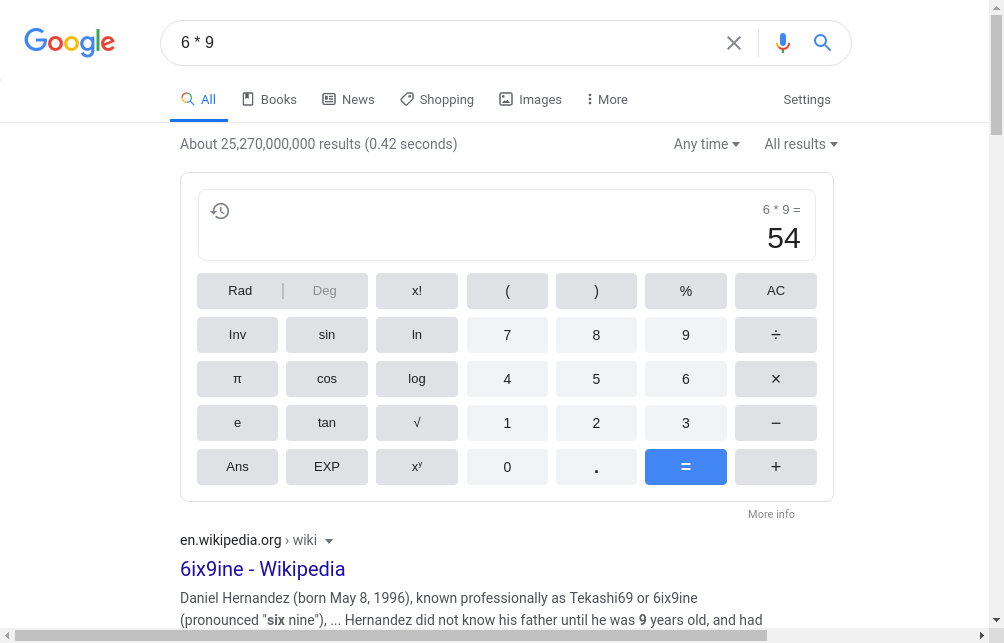 Google
6 * 9
All Books News Shopping Images More Settings
About 25,270,000,000 results (0.42 seconds) Any time All results
6 * 9 =
54
Rad Deg x! ( ) % AC
Inv sin ln 7 8 9 ÷
π cos log 4 5 6 ×
e tan √ 1 2 3 −
Ans EXP xʸ 0 . = +
More info
en.wikipedia.org › wiki
6ix9ine - Wikipedia
Daniel Hernandez (born May 8, 1996), known professionally as Tekashi69 or 6ix9ine
(pronounced "six nine"), ... Hernandez did not know his father until he was 9 years old, and had